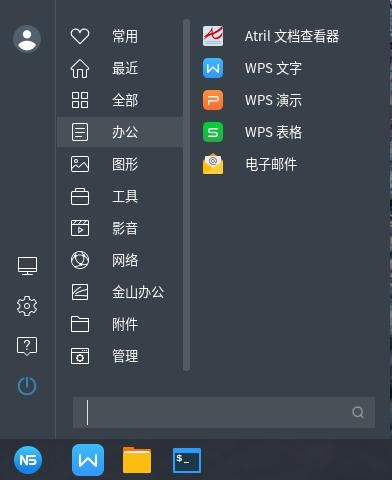 常用
最近
全部
办公
图形
工具
影音
网络
金山办公
附件
管理
Atril 文档查看器
WPS 文字
WPS 演示
WPS 表格
电子邮件